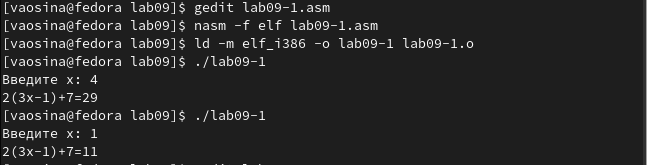 [vaosina@fedora lab09]$ gedit lab09-1.asm
[vaosina@fedora lab09]$ nasm -f elf lab09-1.asm
[vaosina@fedora lab09]$ ld -m elf_i386 -o lab09-1 lab09-1.o
[vaosina@fedora lab09]$ ./lab09-1
Введите x: 4
2(3x-1)+7=29
[vaosina@fedora lab09]$ ./lab09-1
Введите x: 1
2(3x-1)+7=11